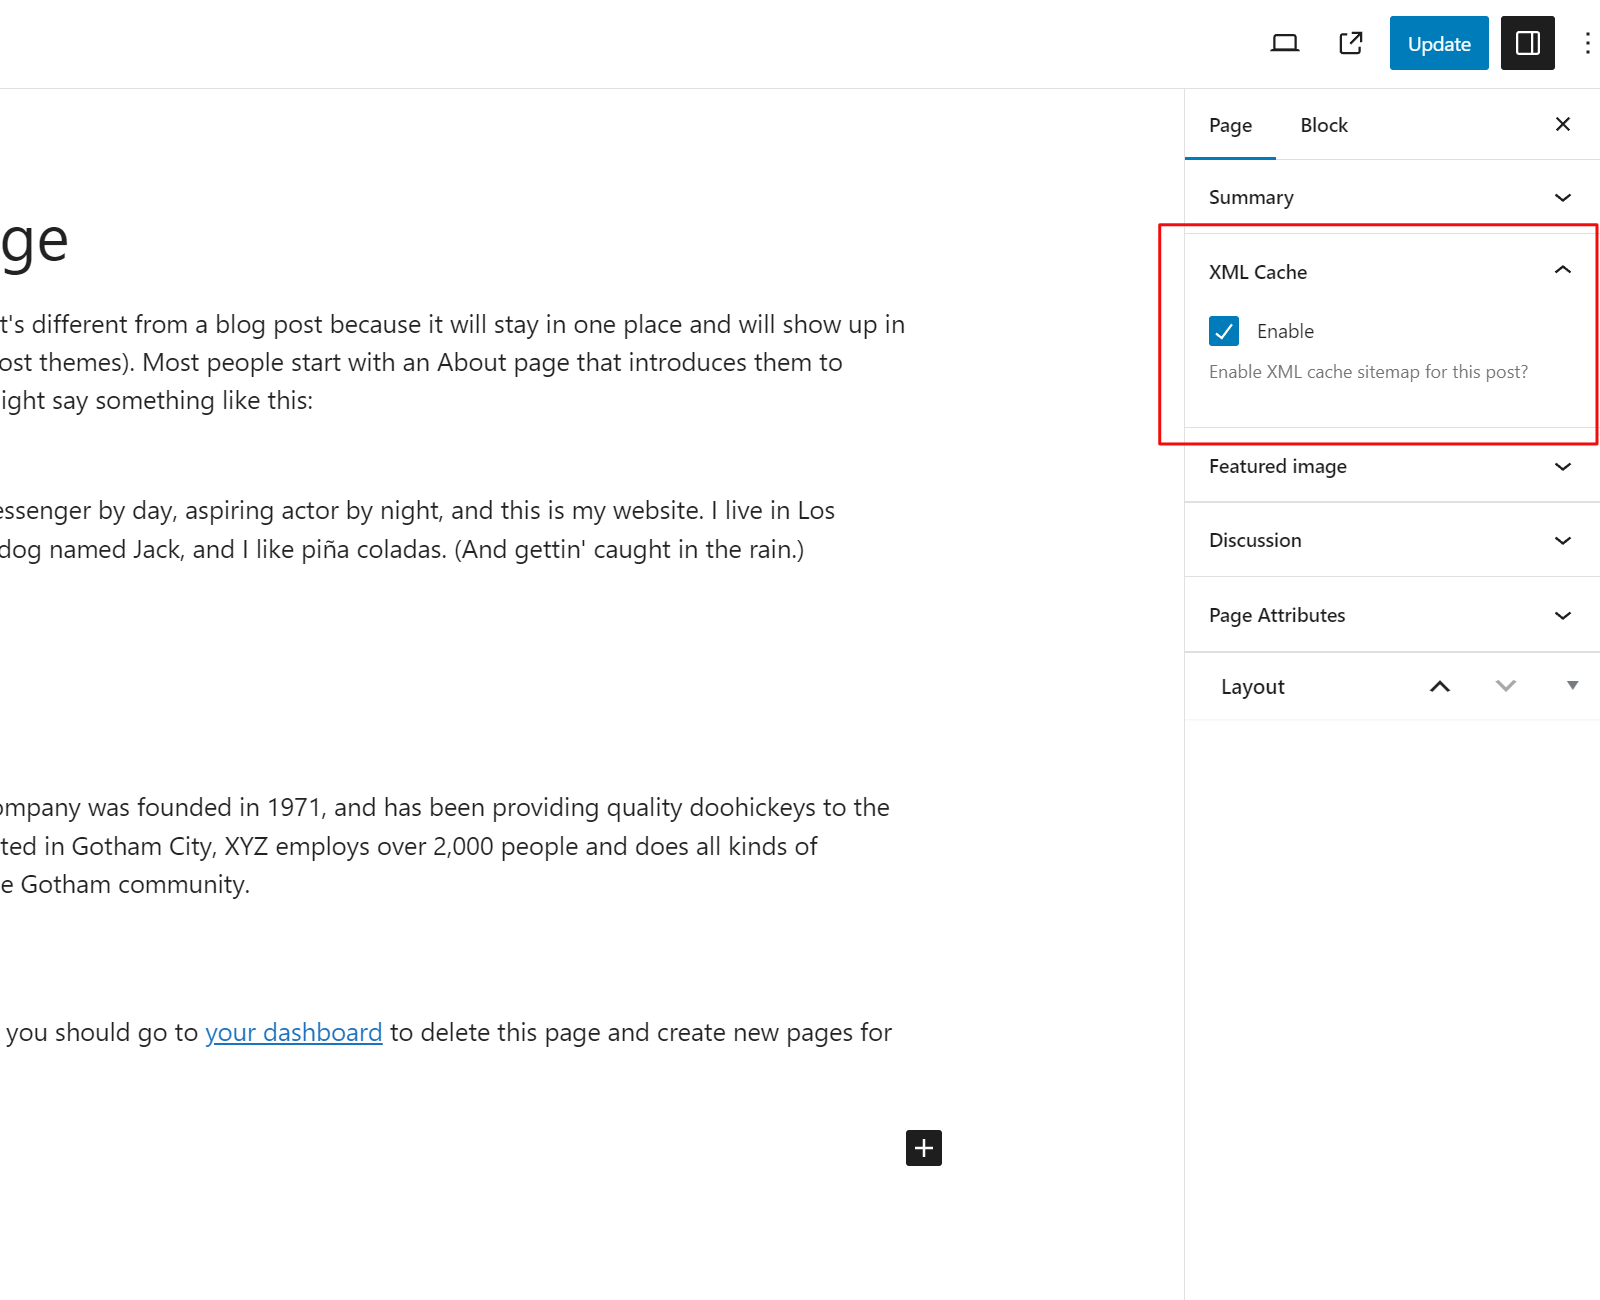 Update
Page Block
Summary
XML Cache
Enable
Enable XML cache sitemap for this post?
Featured image
Discussion
Page Attributes
Layout
ge
t's different from a blog post because it will stay in one place and will show up in
ost themes). Most people start with an About page that introduces them to
ight say something like this:
essenger by day, aspiring actor by night, and this is my website. I live in Los
dog named Jack, and I like piña coladas. (And gettin' caught in the rain.)
ompany was founded in 1971, and has been providing quality doohickeys to the
ted in Gotham City, XYZ employs over 2,000 people and does all kinds of
e Gotham community.
you should go to your dashboard to delete this page and create new pages for